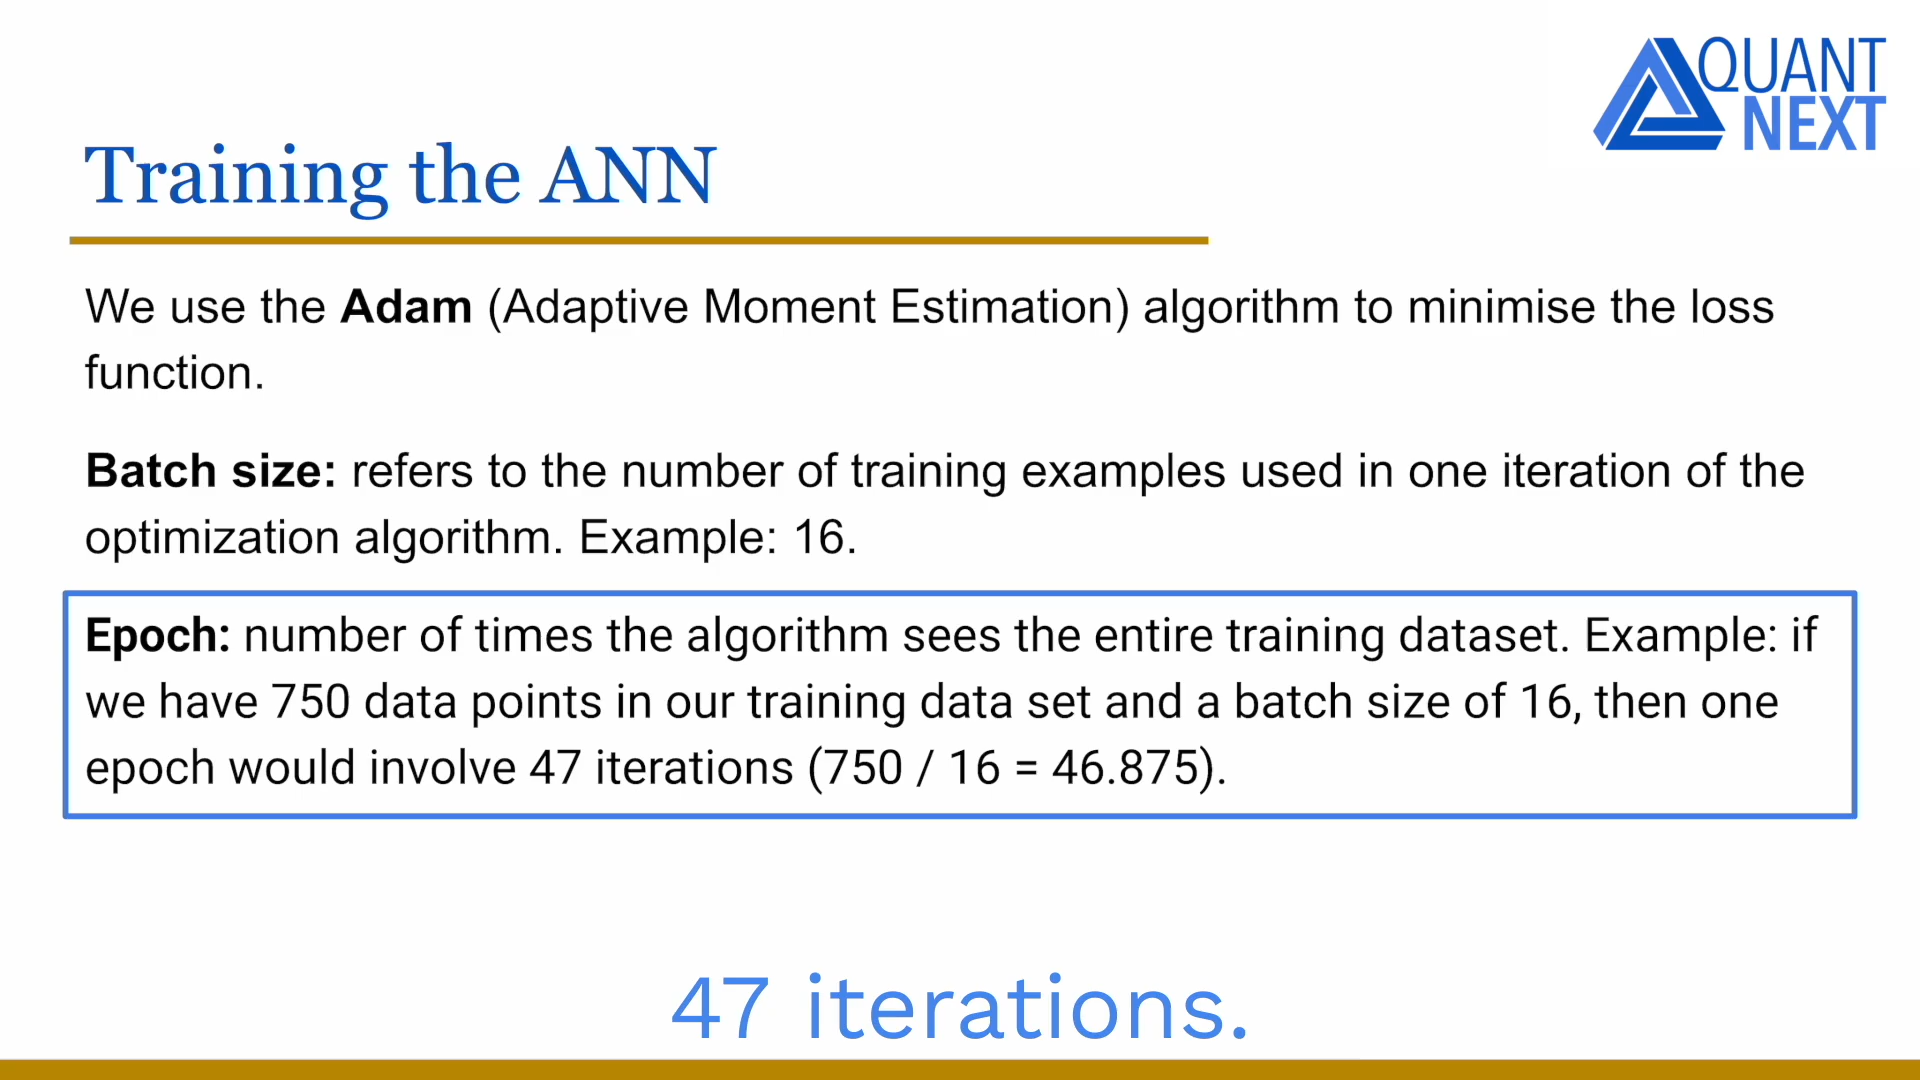 QUANT
NEXT
Training the ANN
We use the Adam (Adaptive Moment Estimation) algorithm to minimise the loss
function.
Batch size: refers to the number of training examples used in one iteration of the
optimization algorithm. Example: 16.
Epoch: number of times the algorithm sees the entire training dataset. Example: if
we have 750 data points in our training data set and a batch size of 16, then one
epoch would involve 47 iterations (750 / 16 = 46.875).
47 iterations.